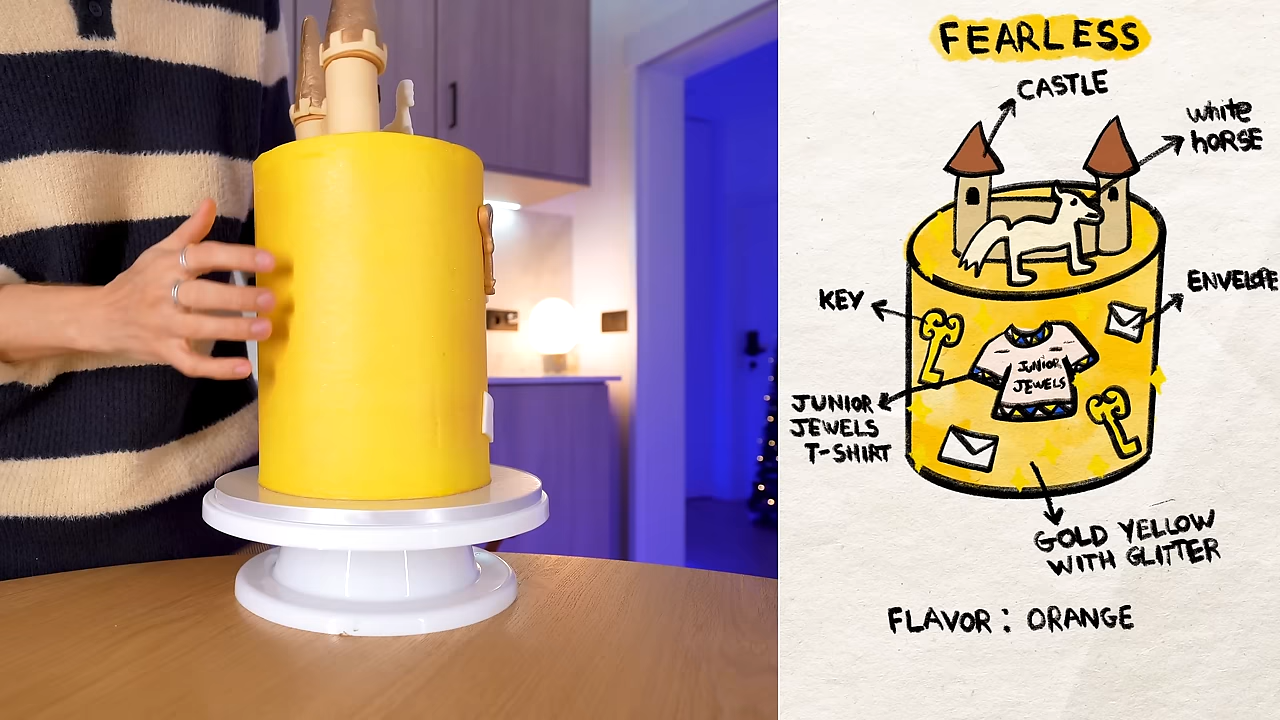 FEARLESS
CASTLE
white
hORSE
ENVELOPE
KEY
JUNIOR
JEWELS
JUNIOR
JEWELS
T-SHIRT
GOLD YELLOW
WITH GLITTER
FLAVOR: ORANGE